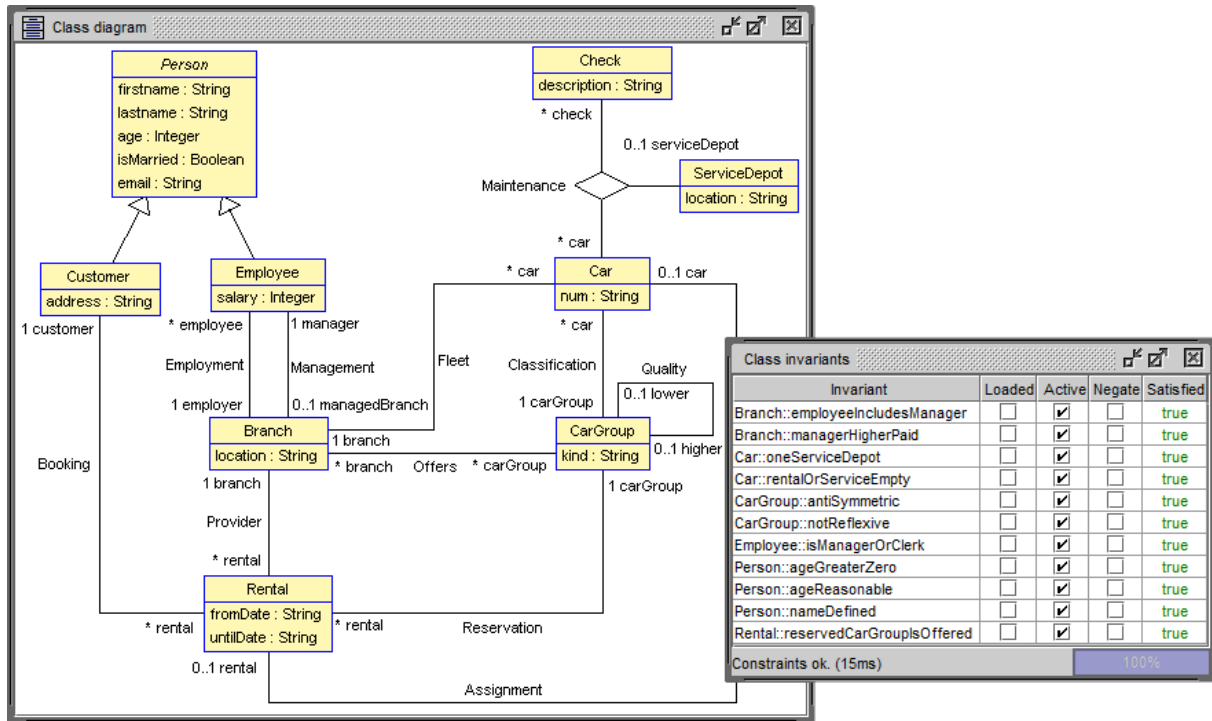 Class diagram
Person
firstname : String
lastname : String
age : Integer
isMarried : Boolean
email : String
Check
description : String
* check
0..1 serviceDepot
ServiceDepot
location : String
Maintenance
* car
Customer
address : String
Employee
salary : Integer
* car
Car
0..1 car
num : String
1 customer
* employee
1 manager
* car
Employment
Management
Fleet
Classification
Quality
0..1 lower
1 employer
0..1 managedBranch
1 carGroup
Branch
location : String
1 branch
CarGroup
kind : String
0..1 higher
Booking
* branch
Offers
* carGroup
1 branch
1 carGroup
Provider
* rental
Rental
fromDate : String
untilDate : String
* rental
* rental
Reservation
0..1 rental
Assignment
Class invariants
Invariant Loaded Active Negate Satisfied
Branch::employeeIncludesManager true
Branch::managerHigherPaid true
Car::oneServiceDepot true
Car::rentalOrServiceEmpty true
CarGroup::antiSymmetric true
CarGroup::notReflexive true
Employee::isManagerOrClerk true
Person::ageGreaterZero true
Person::ageReasonable true
Person::nameDefined true
Rental::reservedCarGroupIsOffered true
Constraints ok. (15ms) 100%